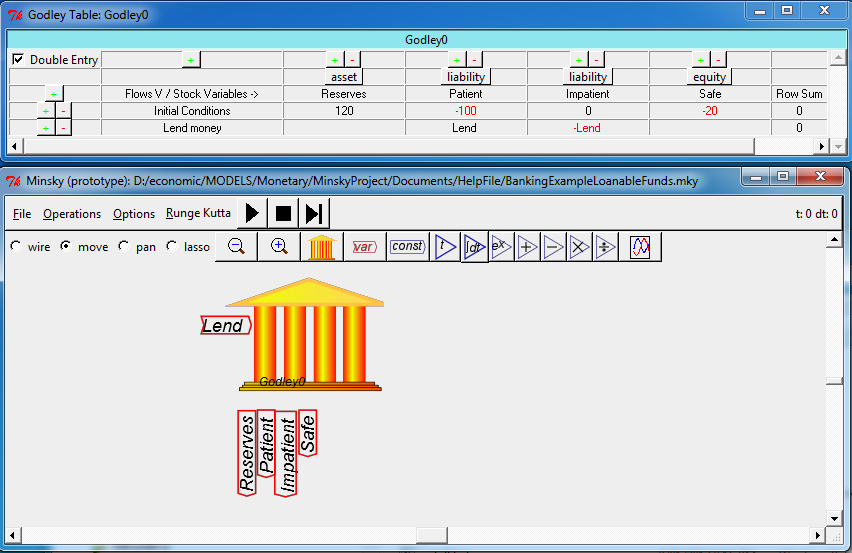 Godley Table: Godley0
Godley0
Double Entry + + - + - + - + -
asset liability liability equity
+ Flows V / Stock Variables -> Reserves Patient Impatient Safe Row Sum
+ - Initial Conditions 120 -100 0 -20 0
+ - Lend money Lend -Lend 0
Minsky (prototype): D:/economic/MODELS/Monetary/MinskyProject/Documents/HelpFile/BankingExampleLoanableFunds.mky
File Operations Options Runge Kutta t: 0 dt: 0
wire move pan lasso var const t ∫dt eˣ + − × ÷
Lend
Godley0
Reserves
Patient
Impatient
Safe